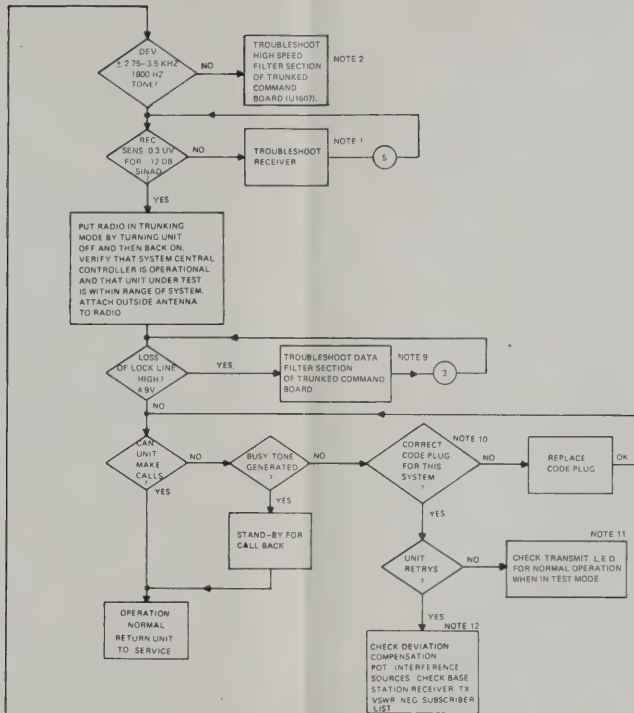 DEV
± 2 75-3.5 KHZ
1800 HZ
TONE?
NO
TROUBLESHOOT
HIGH SPEED
FILTER SECTION
OF TRUNKED
COMMAND
BOARD (U1607).
NOTE 2
REC
SENS 0 3 UV
FOR 12 DB
SINAD
?
NO
TROUBLESHOOT
RECEIVER
NOTE 1
5
YES
PUT RADIO IN TRUNKING
MODE BY TURNING UNIT
OFF AND THEN BACK ON.
VERIFY THAT SYSTEM CENTRAL
CONTROLLER IS OPERATIONAL
AND THAT UNIT UNDER TEST
IS WITHIN RANGE OF SYSTEM.
ATTACH OUTSIDE ANTENNA
TO RADIO
LOSS
OF LOCK LINE
HIGH?
4 9V
YES,
TROUBLESHOOT DATA
FILTER SECTION
OF TRUNKED COMMAND
BOARD
NOTE 9
3
NO
CAN
UNIT
MAKE
CALLS
?
NO
BUSY TONE
GENERATED
?
NO
CORRECT
CODE PLUG
FOR THIS
SYSTEM
?
NOTE 10
NO
REPLACE
CODE PLUG
OK
YES
YES
STAND-BY FOR
CALL BACK
YES
UNIT
RETRYS
?
NO
NOTE 11
CHECK TRANSMIT L.E D
FOR NORMAL OPERATION
WHEN IN TEST MODE
OPERATION
NORMAL
RETURN UNIT
TO SERVICE
YES
NOTE 12
CHECK DEVIATION
COMPENSATION
POT INTERFERENCE
SOURCES CHECK BASE
STATION RECEIVER TX
VSWR NEG SUBSCRIBER
LIST